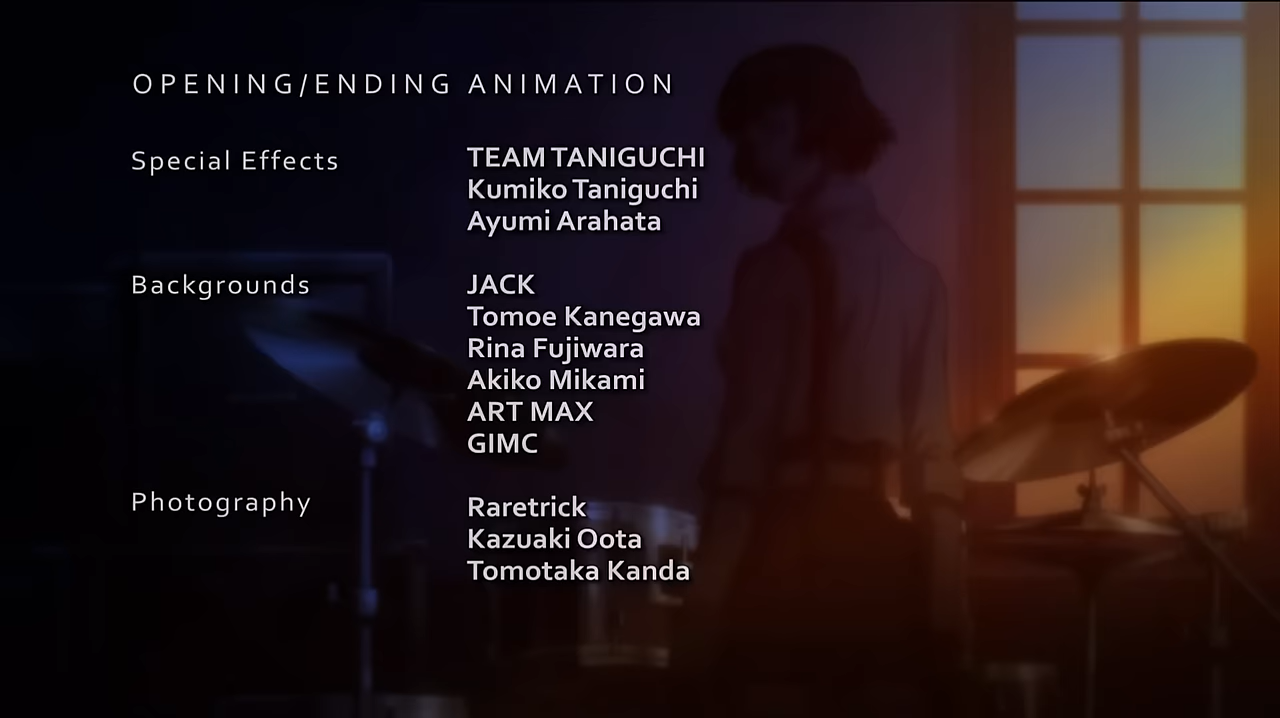 OPENING/ENDING ANIMATION
Special Effects
TEAM TANIGUCHI
Kumiko Taniguchi
Ayumi Arahata
Backgrounds
JACK
Tomoe Kanegawa
Rina Fujiwara
Akiko Mikami
ART MAX
GIMC
Photography
Raretrick
Kazuaki Oota
Tomotaka Kanda